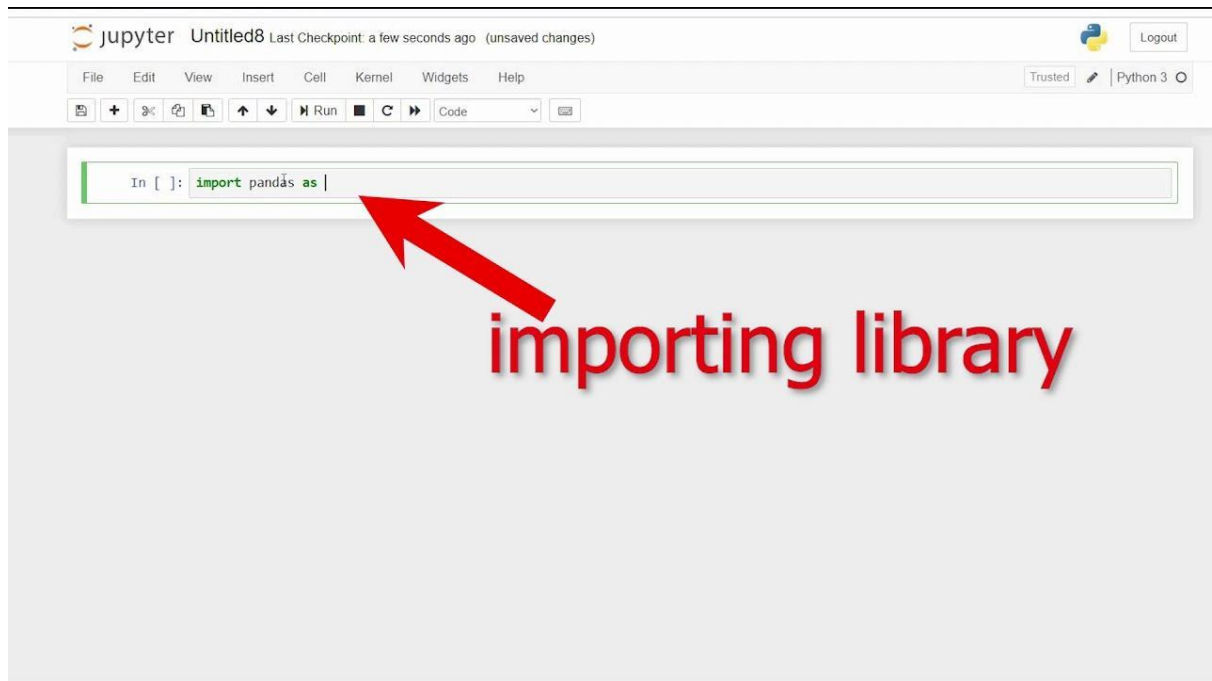 jupyter Untitled8 Last Checkpoint: a few seconds ago (unsaved changes) Logout
File Edit View Insert Cell Kernel Widgets Help Trusted Python 3
Run Code
In [ ]: import pandas as
importing library